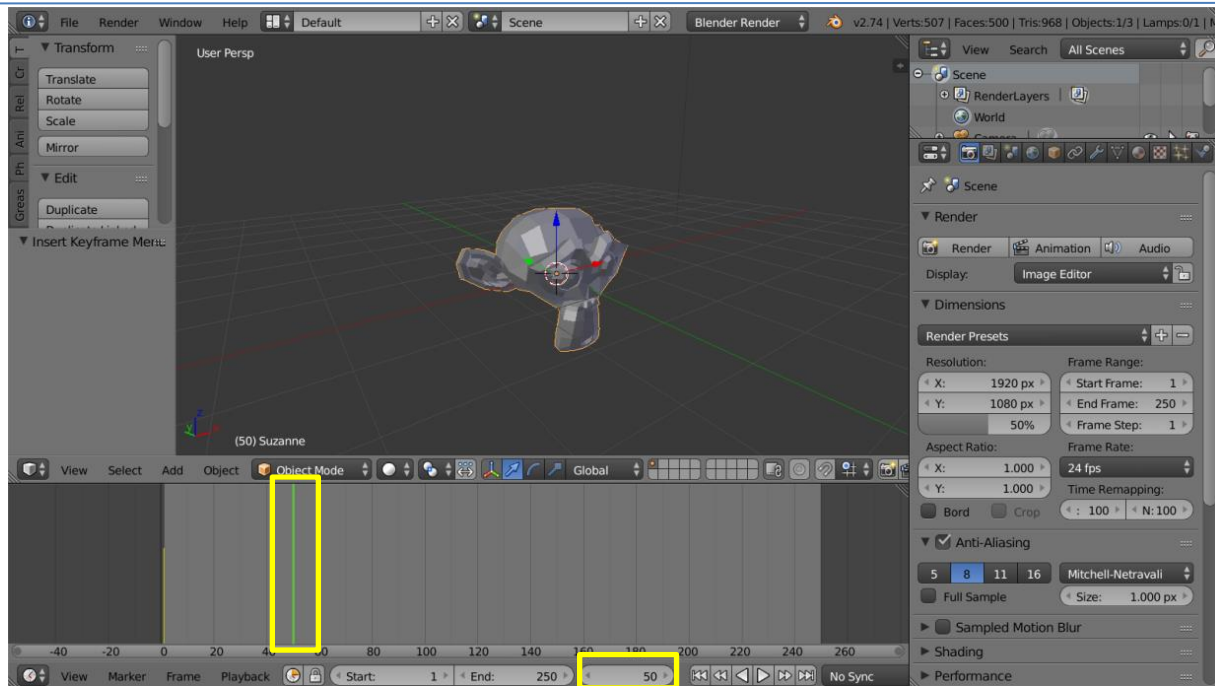 File Render Window Help Default Scene Blender Render v2.74 | Verts:507 | Faces:500 | Tris:968 | Objects:1/3 | Lamps:0/1 |
Transform
Translate
Rotate
Scale
Mirror
Edit
Duplicate
Insert Keyframe Menu
T
Cr
Rel
Ani
Ph
Greas
User Persp
z
(50) Suzanne
View Select Add Object Object Mode Global
-40 -20 0 20 40 60 80 100 120 140 160 180 200 220 240 260
View Marker Frame Playback Start: 1 End: 250 50 No Sync
View Search All Scenes
Scene
RenderLayers
World
Camera
Scene
Render
Render Animation Audio
Display: Image Editor
Dimensions
Render Presets
Resolution: Frame Range:
X: 1920 px Start Frame: 1
Y: 1080 px End Frame: 250
50% Frame Step: 1
Aspect Ratio: Frame Rate:
X: 1.000 24 fps
Y: 1.000 Time Remapping:
Bord Crop : 100 N: 100
Anti-Aliasing
5 8 11 16 Mitchell-Netravali
Full Sample Size: 1.000 px
Sampled Motion Blur
Shading
Performance